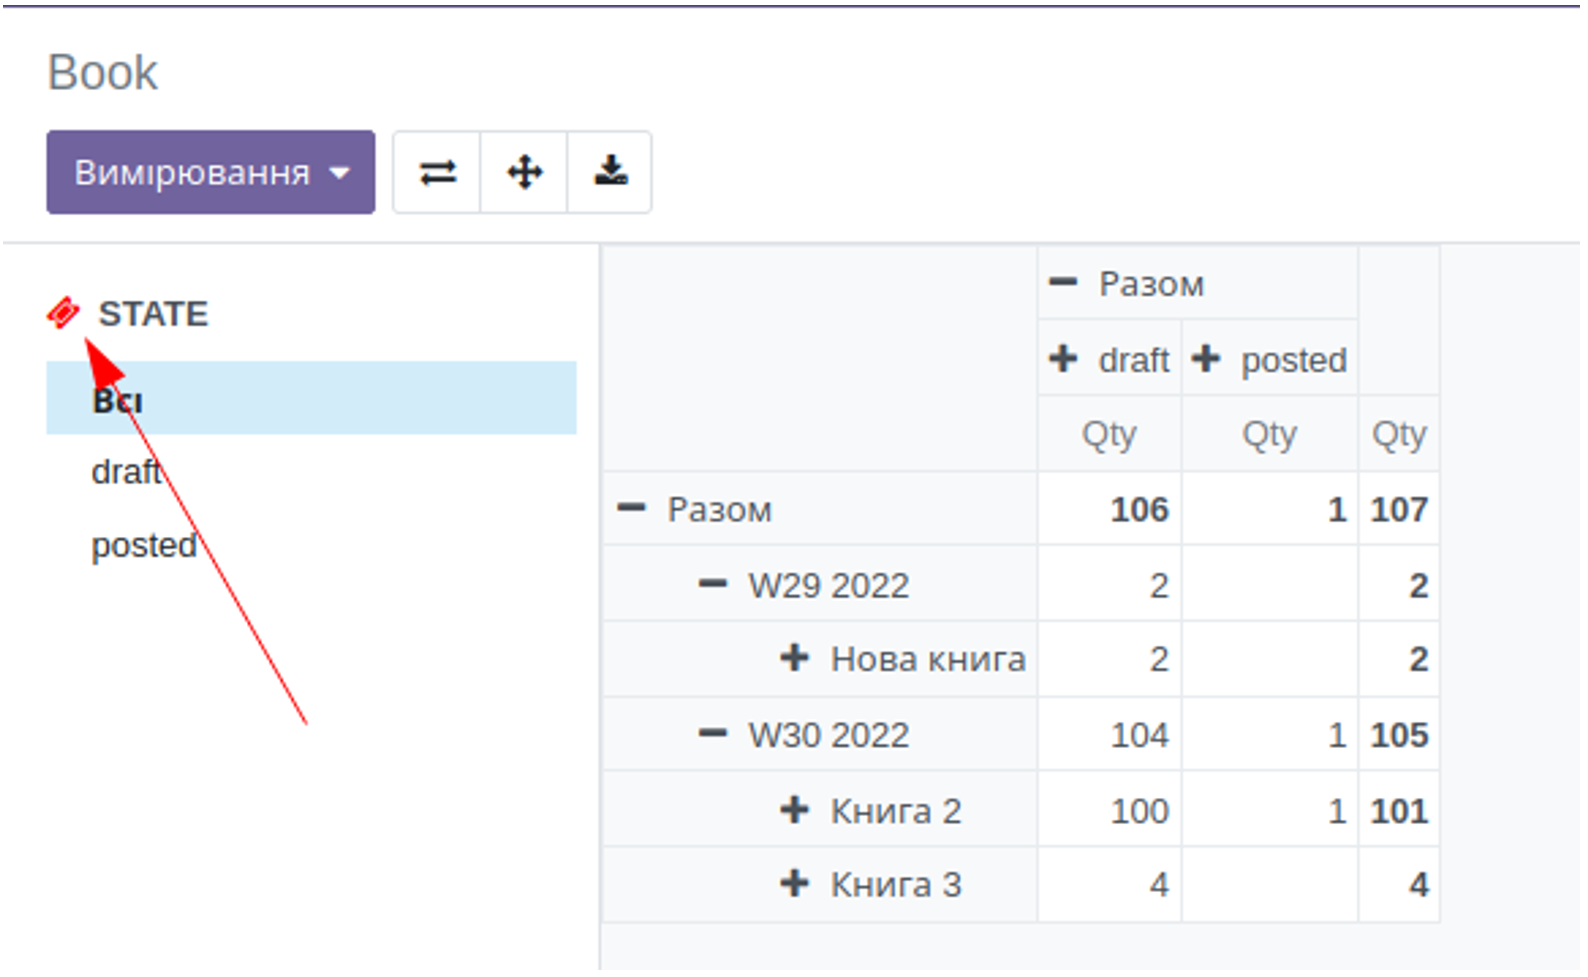 Book
Вимірювання
STATE
Всі
draft
posted
Разом
draft posted
Qty Qty Qty
Разом 106 1 107
W29 2022 2 2
Нова книга 2 2
W30 2022 104 1 105
Книга 2 100 1 101
Книга 3 4 4